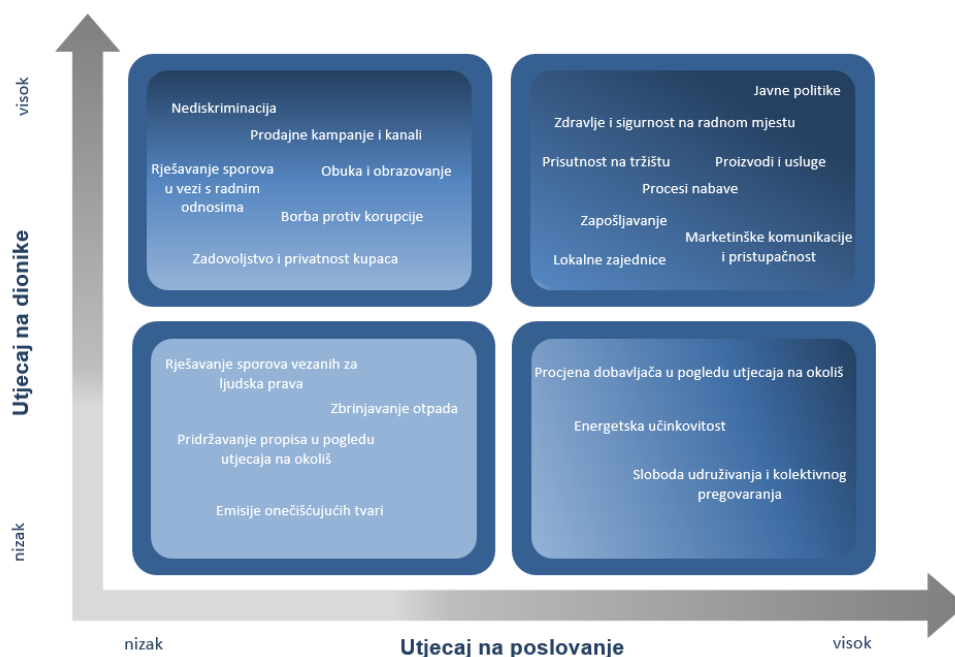 visok
Utjecaj na dionike
nizak
Nediskriminacija
Prodajne kampanje i kanali
Rješavanje sporova
u vezi s radnim
odnosima
Obuka i obrazovanje
Borba protiv korupcije
Zadovoljstvo i privatnost kupaca
Javne politike
Zdravlje i sigurnost na radnom mjestu
Prisutnost na tržištu
Proizvodi i usluge
Procesi nabave
Zapošljavanje
Marketinške komunikacije
i pristupačnost
Lokalne zajednice
Rješavanje sporova vezanih za
ljudska prava
Zbrinjavanje otpada
Pridržavanje propisa u pogledu
utjecaja na okoliš
Emisije onečišćujućih tvari
Procjena dobavljača u pogledu utjecaja na okoliš
Energetska učinkovitost
Sloboda udruživanja i kolektivnog
pregovaranja
nizak
Utjecaj na poslovanje
visok